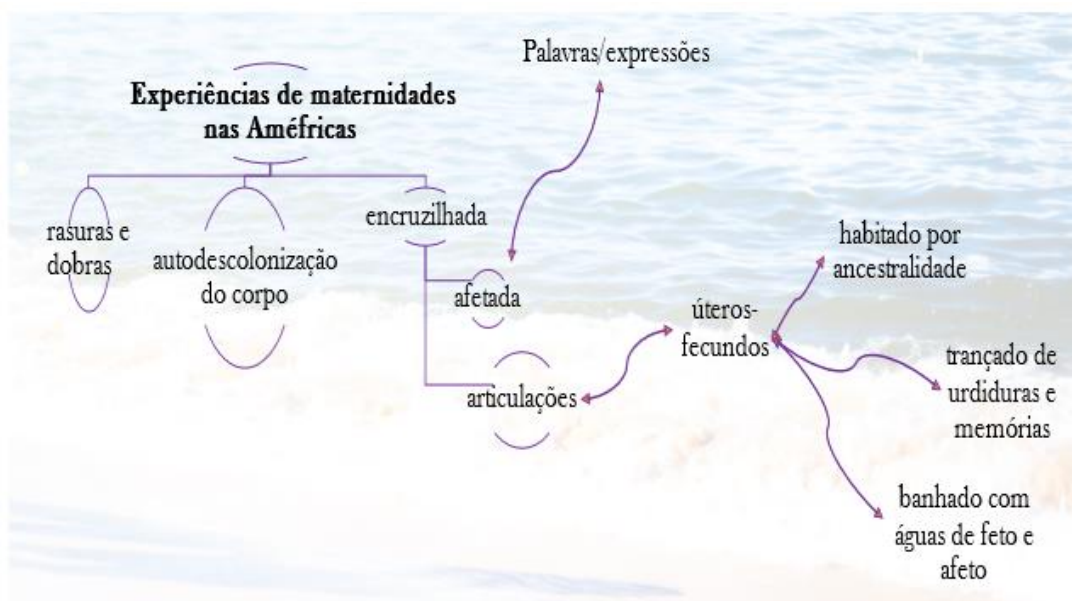 Palavras/expressões
Experiências de maternidades
nas Améfricas
rasuras e
dobras
autodescolonização
do corpo
encruzilhada
afetada
articulações
úteros-
fecundos
habitado por
ancestralidade
trançado de
urdiduras e
memórias
banhado com
águas de feto e
afeto